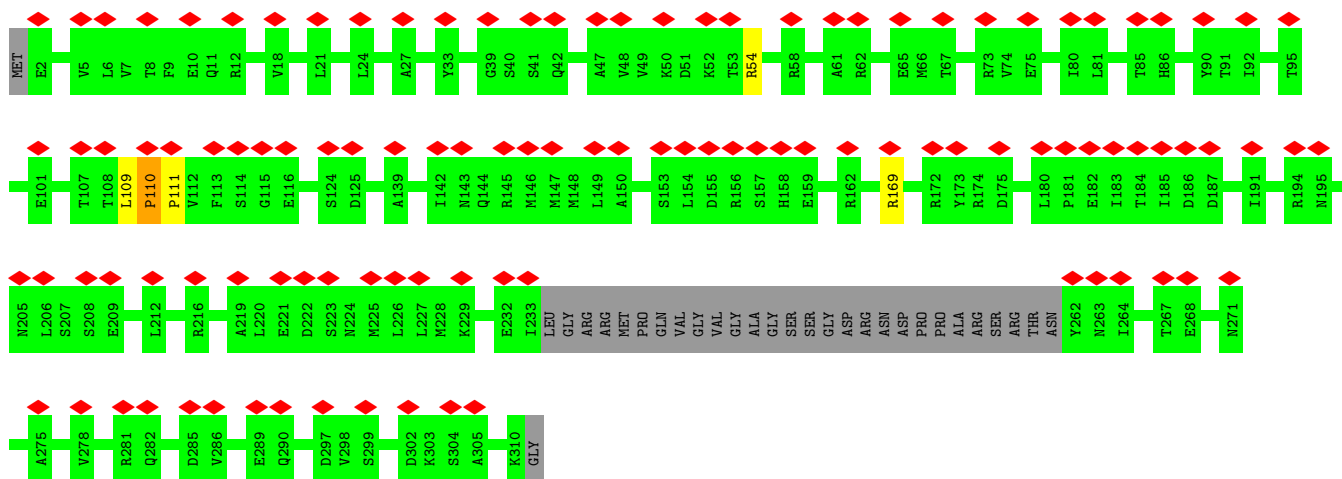 MET E2 V5 L6 V7 T8 F9 E10 Q11 R12 V18 L21 L24 A27 Y33 G39 S40 S41 Q42 A47 V48 V49 K50 D51 K52 T53 R54 R58 A61 R62 E65 M66 T67 R73 V74 E75 I80 L81 T85 H86 Y90 T91 I92 T95
E101 T107 T108 L109 P110 P111 V112 F113 S114 G115 E116 S124 D125 A139 I142 N143 Q144 R145 M146 M147 M148 L149 A150 S153 L154 D155 R156 S157 H158 E159 R162 R169 R172 Y173 R174 D175 L180 P181 E182 I183 T184 I185 D186 D187 I191 R194 N195
N205 L206 S207 S208 E209 L212 R216 A219 L220 E221 D222 S223 N224 M225 L226 L227 M228 K229 E232 I233 LEU GLY ARG ARG MET PRO GLN VAL GLY VAL GLY ALA GLY SER SER GLY ASP ARG ASN ASP PRO PRO ALA ARG SER ARG THR ASN Y262 N263 I264 T267 E268 N271
A275 V278 R281 Q282 D285 V286 E289 Q290 D297 V298 S299 D302 K303 S304 A305 K310 GLY